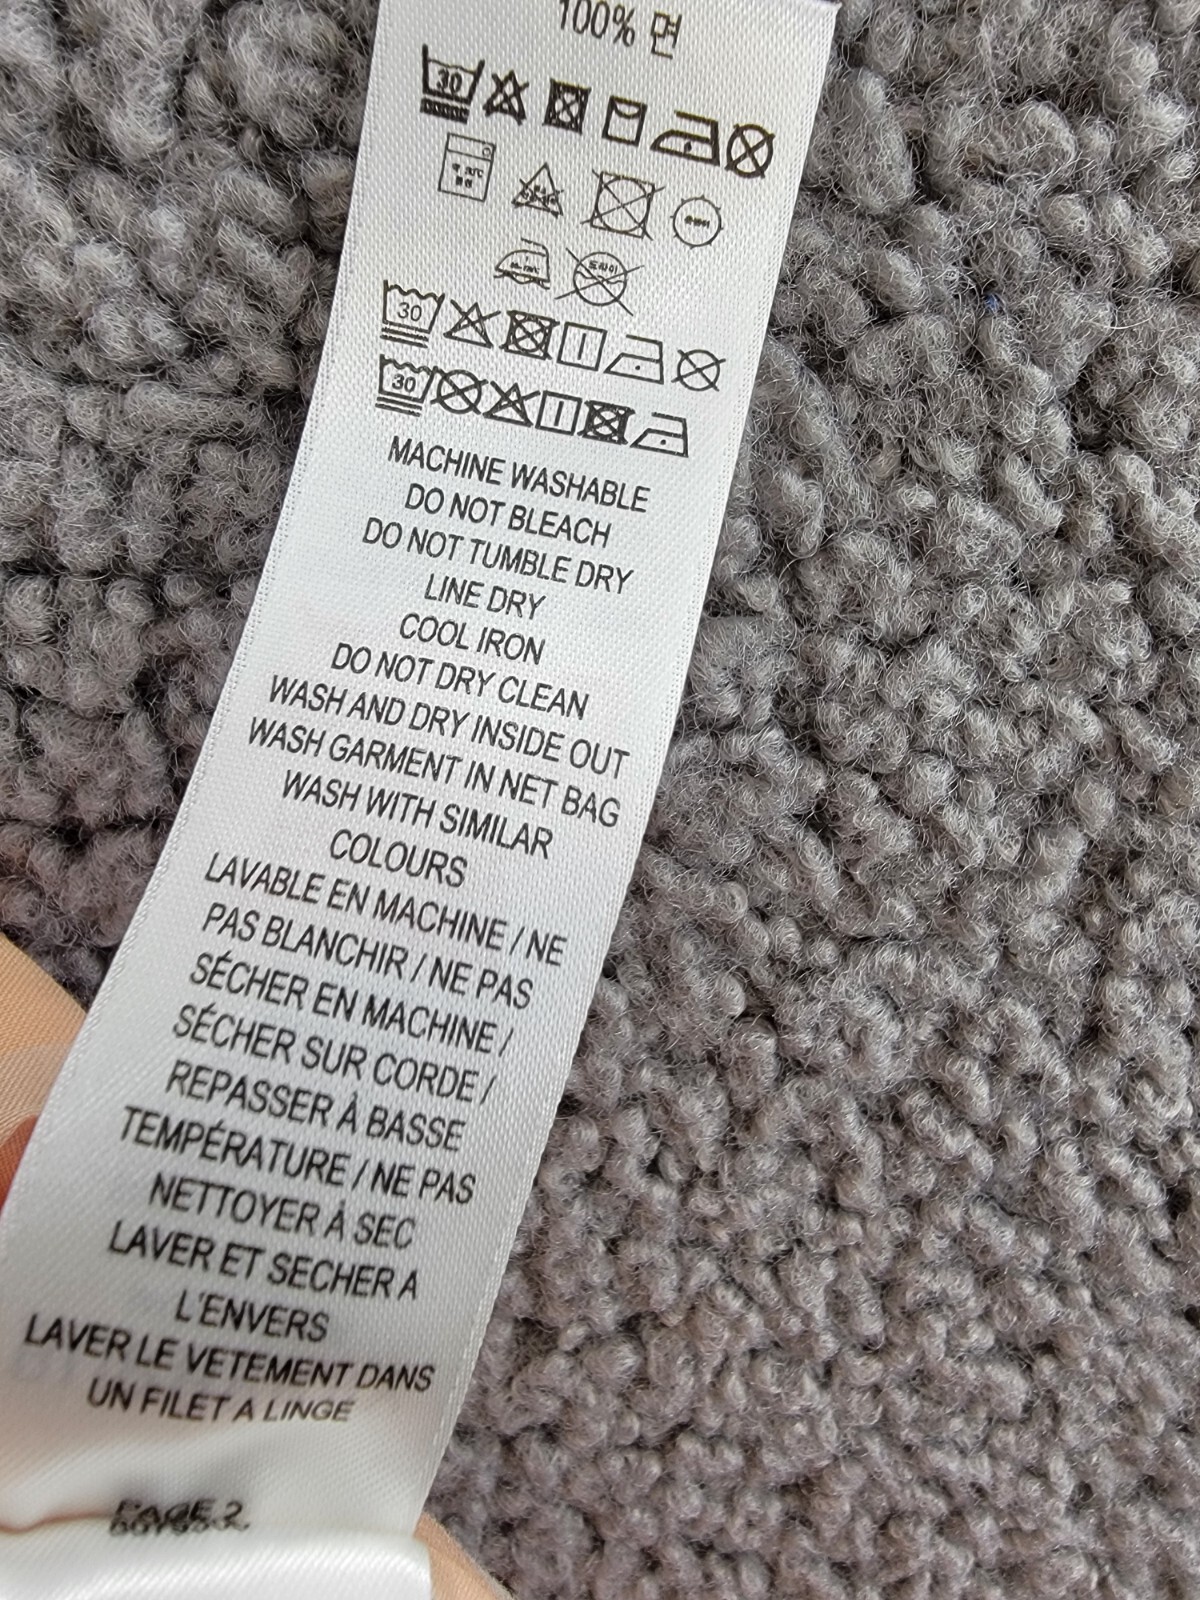 100% 면
30
30
30
MACHINE WASHABLE
DO NOT BLEACH
DO NOT TUMBLE DRY
LINE DRY
COOL IRON
DO NOT DRY CLEAN
WASH AND DRY INSIDE OUT
WASH GARMENT IN NET BAG
WASH WITH SIMILAR
COLOURS
LAVABLE EN MACHINE / NE
PAS BLANCHIR / NE PAS
SÉCHER EN MACHINE /
SÉCHER SUR CORDE /
REPASSER À BASSE
TEMPÉRATURE / NE PAS
NETTOYER À SEC
LAVER ET SECHER A
L'ENVERS
LAVER LE VETEMENT DANS
UN FILET A LINGE
PAGE 2